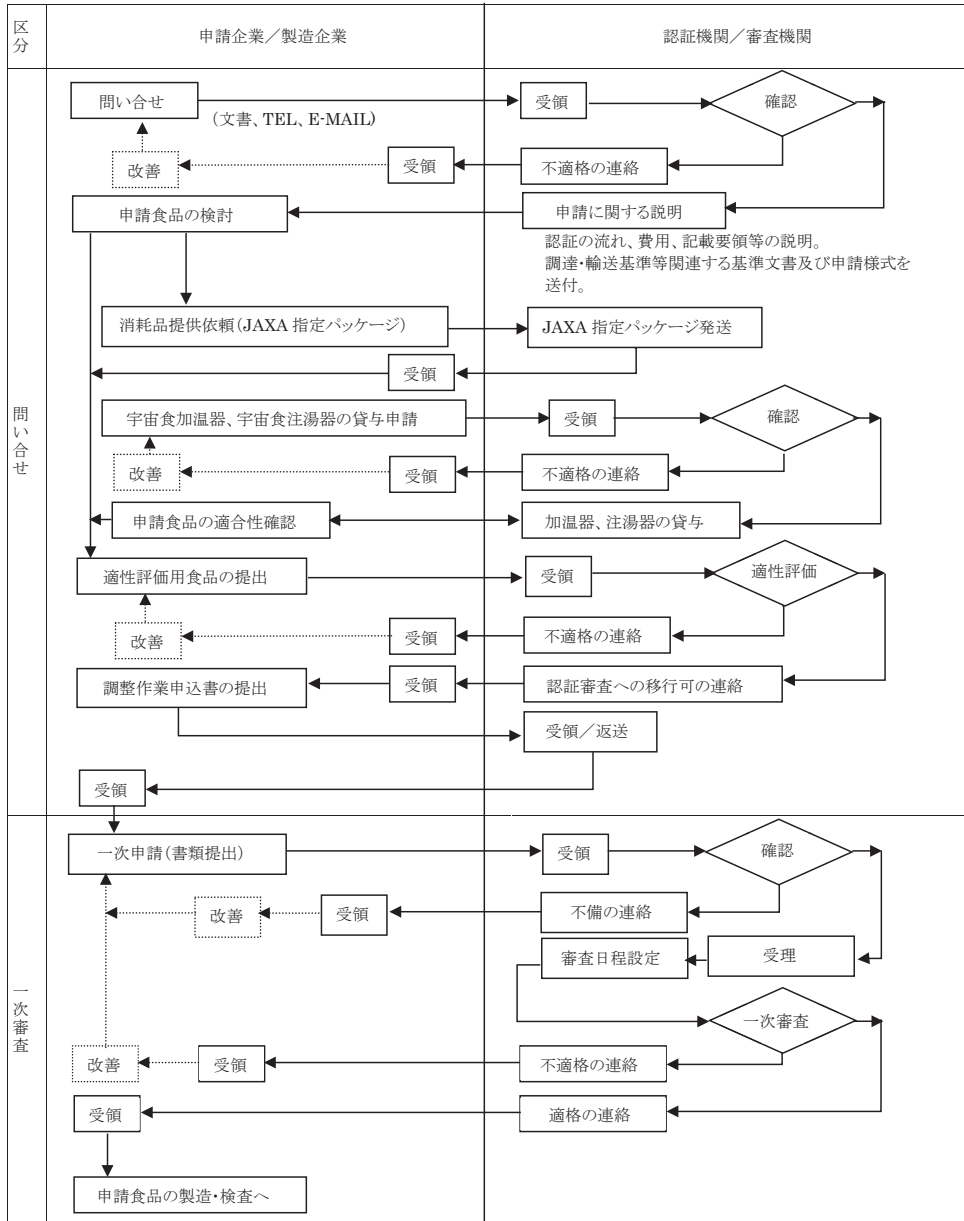 区分
申請企業／製造企業
認証機関／審査機関
問い合せ
問い合せ
(文書、TEL、E-MAIL)
受領
確認
改善
受領
不適格の連絡
申請食品の検討
申請に関する説明
認証の流れ、費用、記載要領等の説明。
調達・輸送基準等関連する基準文書及び申請様式を
送付。
消耗品提供依頼（JAXA 指定パッケージ）
JAXA 指定パッケージ発送
受領
宇宙食加温器、宇宙食注湯器の貸与申請
受領
確認
改善
受領
不適格の連絡
申請食品の適合性確認
加温器、注湯器の貸与
適性評価用食品の提出
受領
適性評価
改善
受領
不適格の連絡
調整作業申込書の提出
受領
認証審査への移行可の連絡
受領／返送
受領
一次審査
一次申請（書類提出）
受領
確認
改善
受領
不備の連絡
審査日程設定
受理
一次審査
改善
受領
不適格の連絡
受領
適格の連絡
申請食品の製造・検査へ